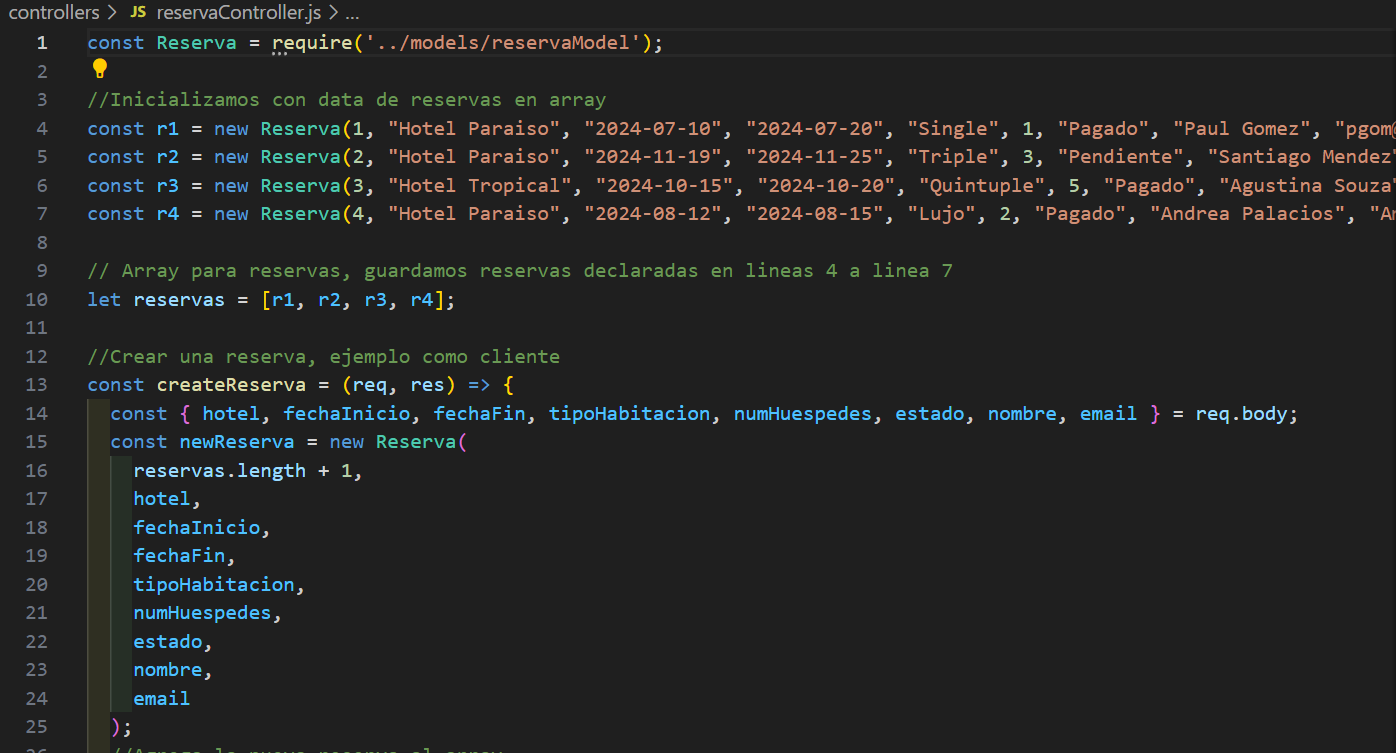 controllers > JS reservaController.js > ...
1 const Reserva = require('../models/reservaModel');
2
3 //Inicializamos con data de reservas en array
4 const r1 = new Reserva(1, "Hotel Paraiso", "2024-07-10", "2024-07-20", "Single", 1, "Pagado", "Paul Gomez", "pgom@
5 const r2 = new Reserva(2, "Hotel Paraiso", "2024-11-19", "2024-11-25", "Triple", 3, "Pendiente", "Santiago Mendez"
6 const r3 = new Reserva(3, "Hotel Tropical", "2024-10-15", "2024-10-20", "Quintuple", 5, "Pagado", "Agustina Souza"
7 const r4 = new Reserva(4, "Hotel Paraiso", "2024-08-12", "2024-08-15", "Lujo", 2, "Pagado", "Andrea Palacios", "An
8
9 // Array para reservas, guardamos reservas declaradas en lineas 4 a linea 7
10 let reservas = [r1, r2, r3, r4];
11
12 //Crear una reserva, ejemplo como cliente
13 const createReserva = (req, res) => {
14 const { hotel, fechaInicio, fechaFin, tipoHabitacion, numHuespedes, estado, nombre, email } = req.body;
15 const newReserva = new Reserva(
16 reservas.length + 1,
17 hotel,
18 fechaInicio,
19 fechaFin,
20 tipoHabitacion,
21 numHuespedes,
22 estado,
23 nombre,
24 email
25 );